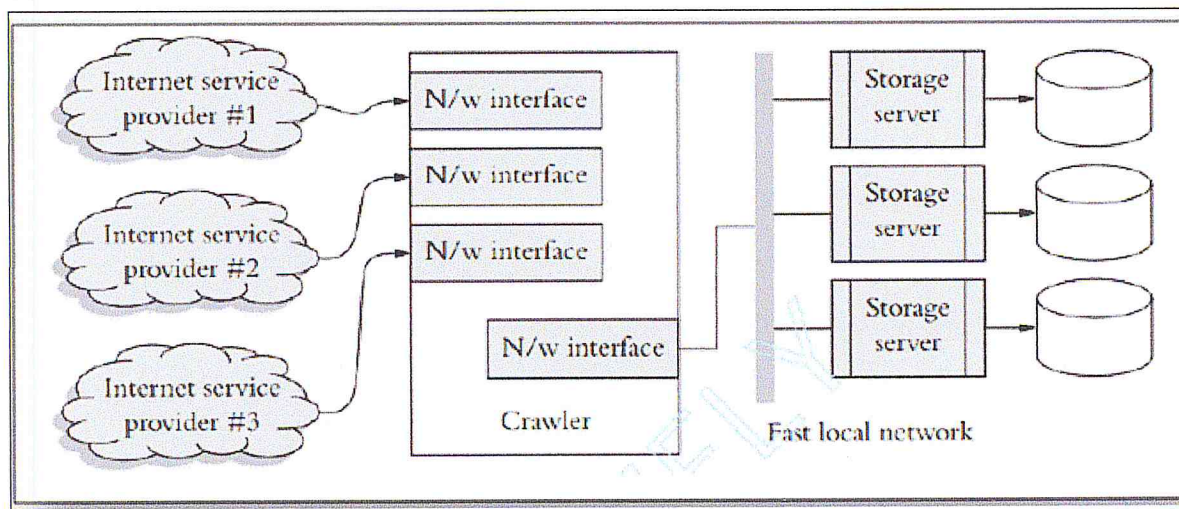 Internet service
provider #1
Internet service
provider #2
Internet service
provider #3
N/w interface
N/w interface
N/w interface
N/w interface
Crawler
Storage
server
Storage
server
Storage
server
Fast local network